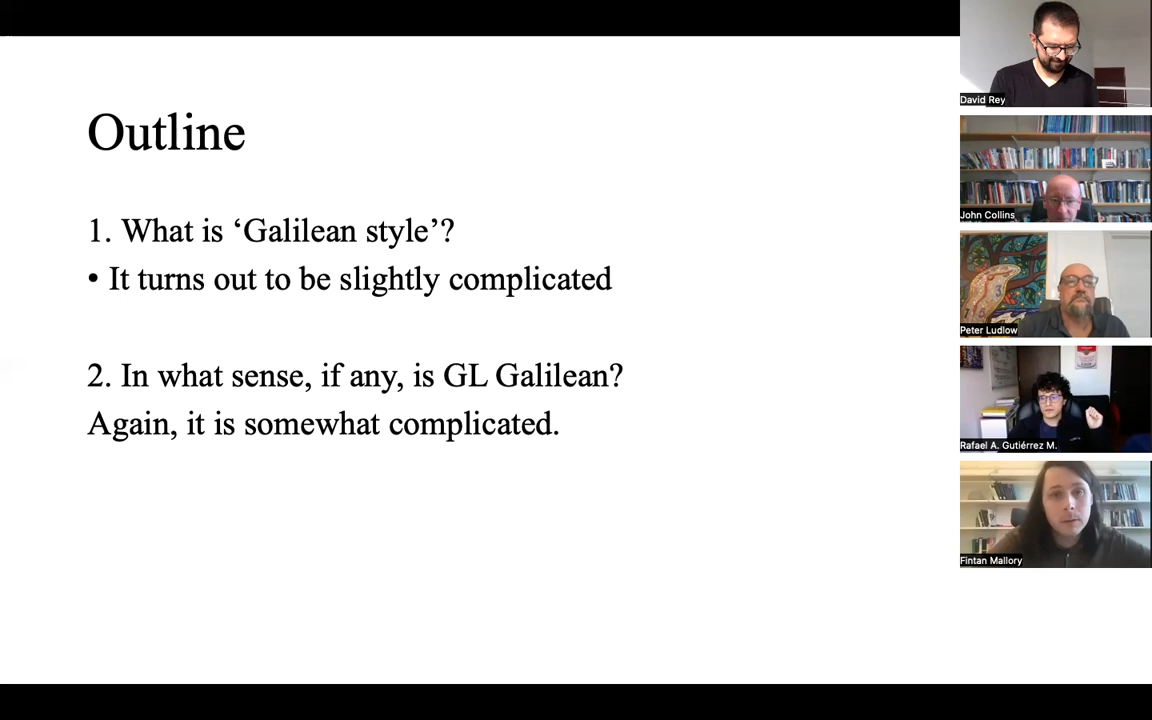 Outline
1. What is ‘Galilean style’?
• It turns out to be slightly complicated
2. In what sense, if any, is GL Galilean?
Again, it is somewhat complicated.
David Rey
John Collins
Peter Ludlow
Rafael A. Gutiérrez M.
Fintan Mallory